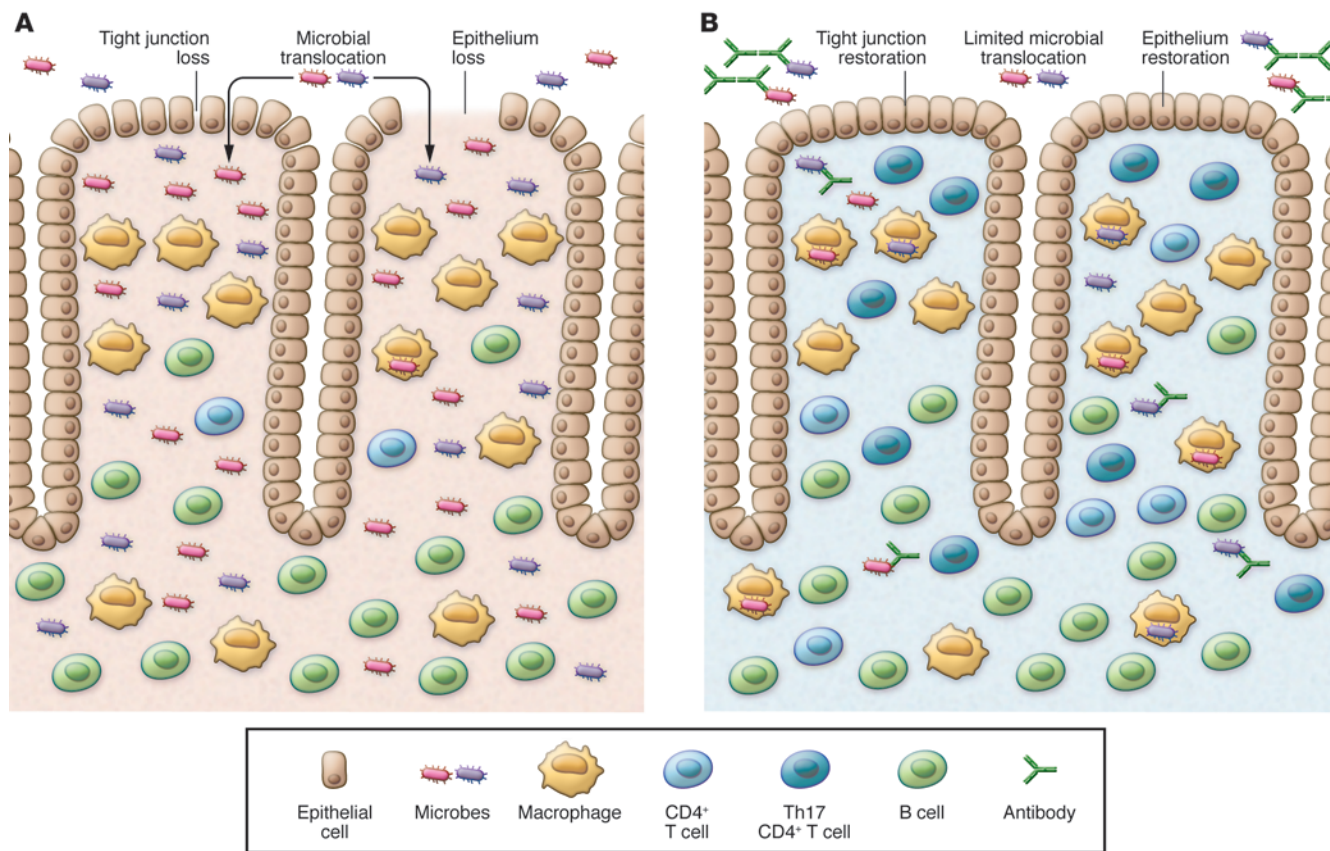 A
Tight junction
loss
Microbial
translocation
Epithelium
loss
B
Tight junction
restoration
Limited microbial
translocation
Epithelium
restoration
Epithelial
cell
Microbes
Macrophage
CD4⁺
T cell
Th17
CD4⁺ T cell
B cell
Antibody